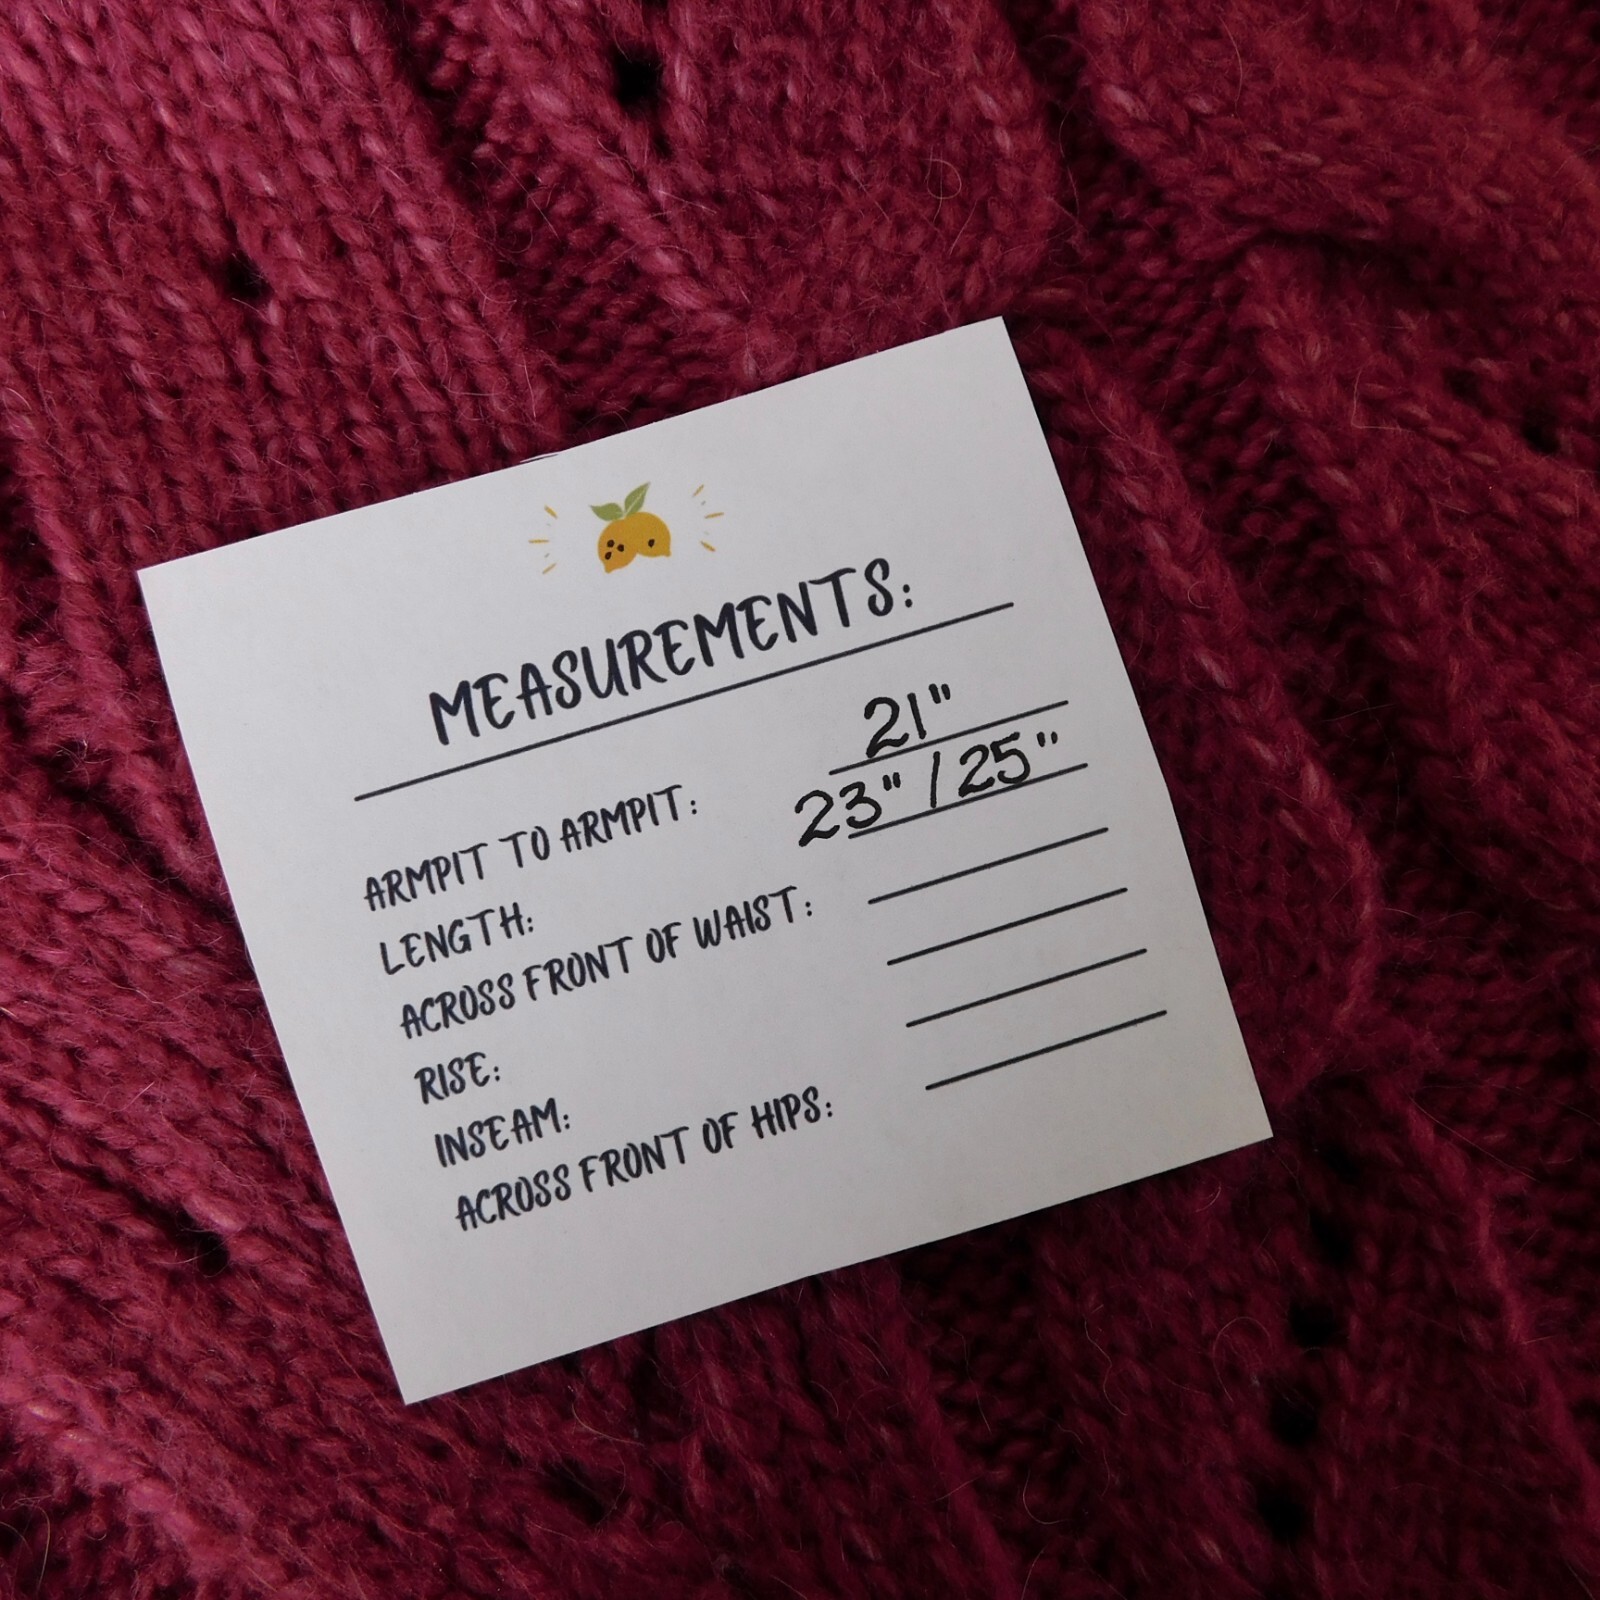 MEASUREMENTS:
ARMPIT TO ARMPIT: 21"
LENGTH: 23" / 25"
ACROSS FRONT OF WAIST:
RISE:
INSEAM:
ACROSS FRONT OF HIPS: